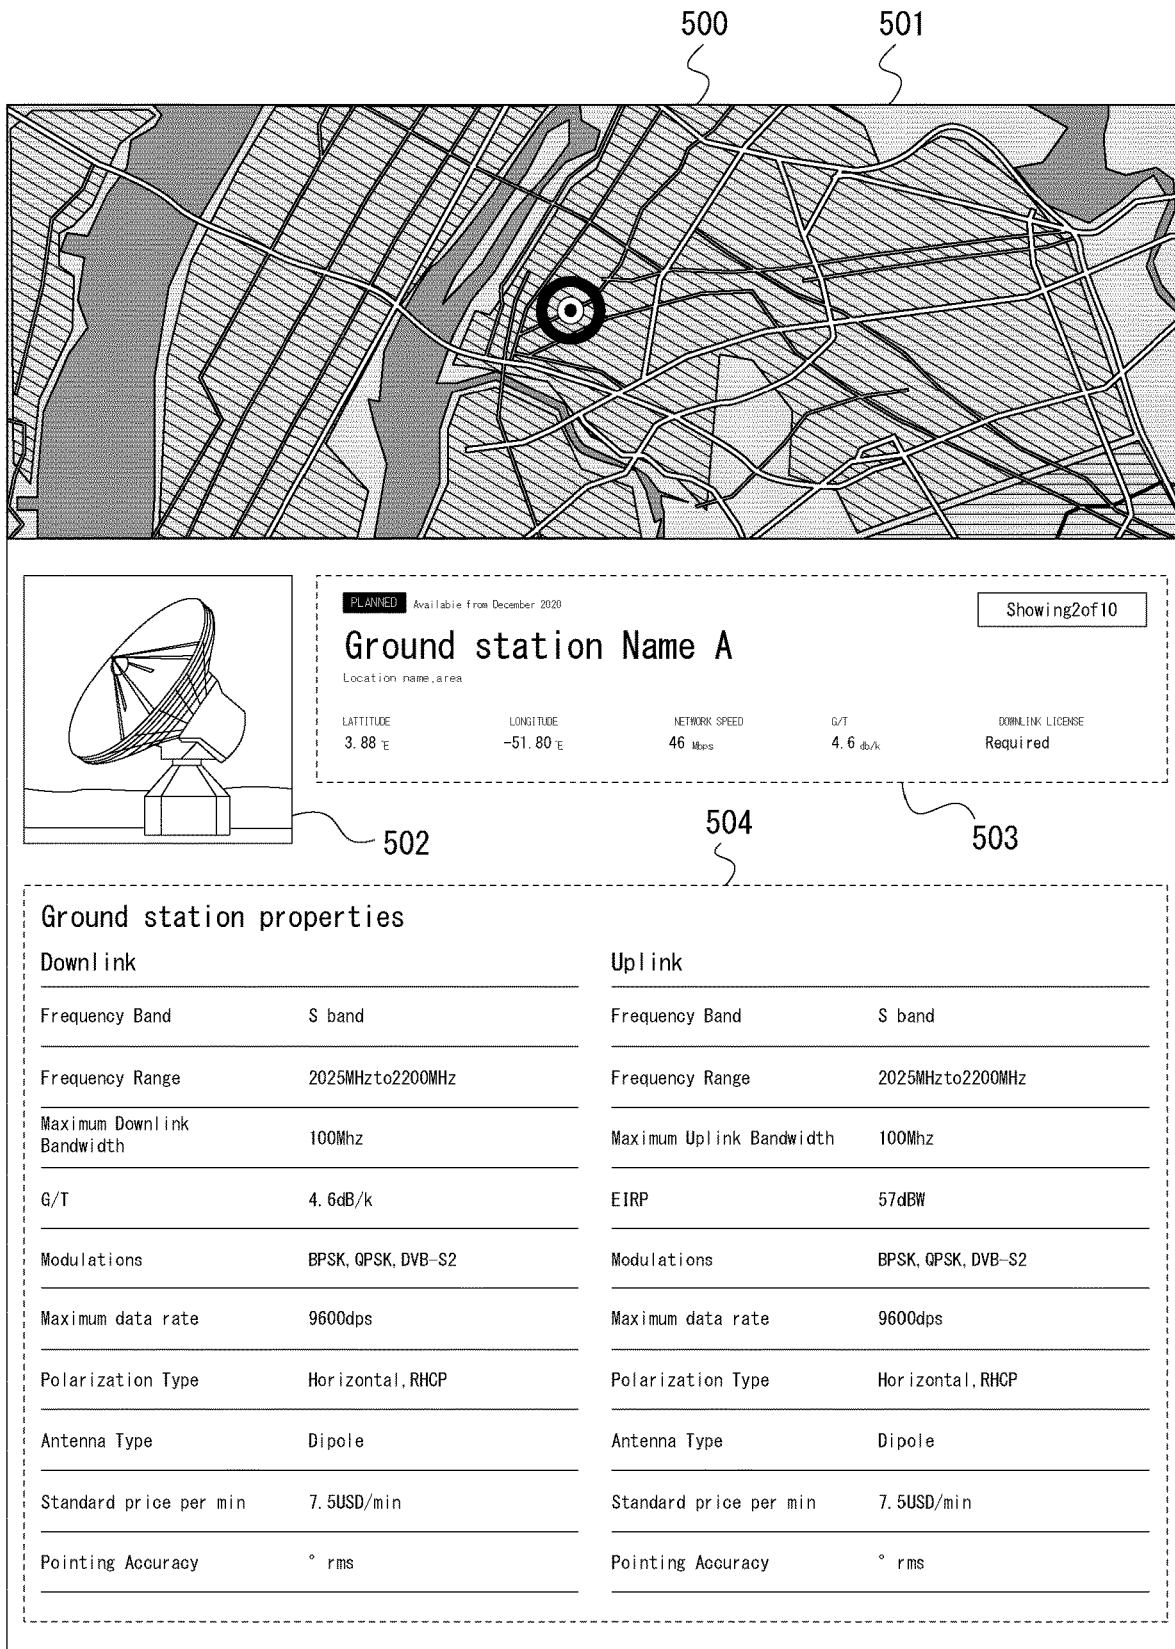 500
501
PLANNED Availabie from December 2020
Showing2of10
Ground station Name A
Location name,area
LATTITUDE LONGITUDE NETWORK SPEED G/T DOWNLINK LICENSE
3.88 °E -51.80 °E 46 Mbps 4.6 db/k Required
502
503
504
Ground station properties
Downlink
Frequency Band S band
Frequency Range 2025MHzto2200MHz
Maximum Downlink
Bandwidth 100Mhz
G/T 4.6dB/k
Modulations BPSK,QPSK,DVB-S2
Maximum data rate 9600dps
Polarization Type Horizontal,RHCP
Antenna Type Dipole
Standard price per min 7.5USD/min
Pointing Accuracy ° rms
Uplink
Frequency Band S band
Frequency Range 2025MHzto2200MHz
Maximum Uplink Bandwidth 100Mhz
EIRP 57dBW
Modulations BPSK,QPSK,DVB-S2
Maximum data rate 9600dps
Polarization Type Horizontal,RHCP
Antenna Type Dipole
Standard price per min 7.5USD/min
Pointing Accuracy ° rms